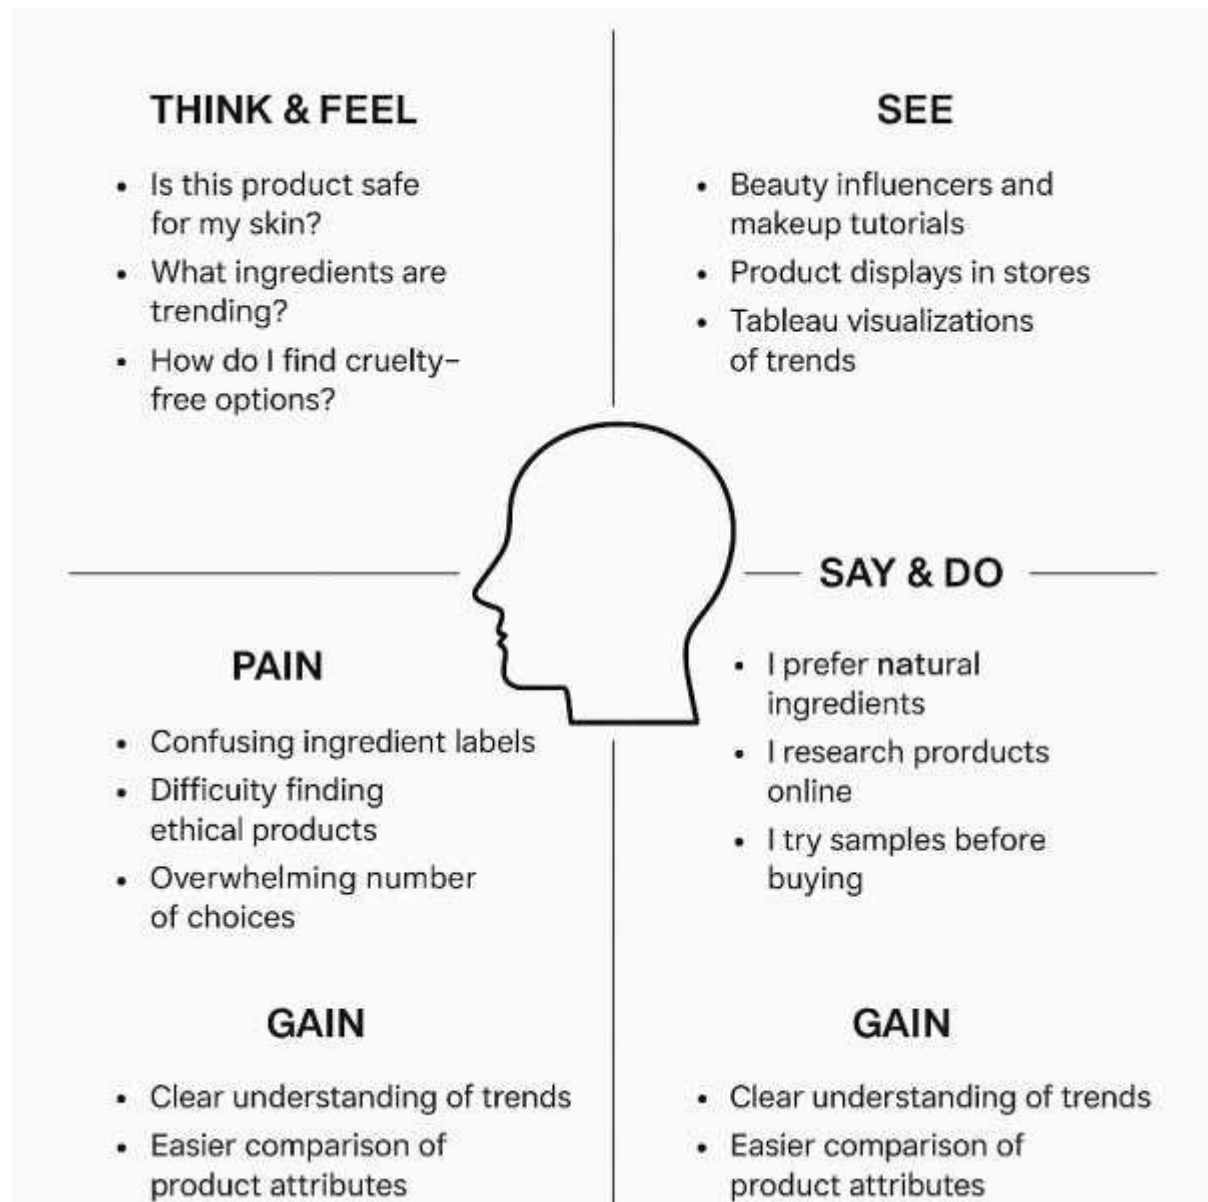 THINK & FEEL
• Is this product safe
for my skin?
• What ingredients are
trending?
• How do I find cruelty–
free options?
SEE
• Beauty influencers and
makeup tutorials
• Product displays in stores
• Tableau visualizations
of trends
PAIN
• Confusing ingredient labels
• Difficuity finding
ethical products
• Overwhelming number
of choices
SAY & DO
• I prefer natural
ingredients
• I research prorducts
online
• I try samples before
buying
GAIN
• Clear understanding of trends
• Easier comparison of
product attributes
GAIN
• Clear understanding of trends
• Easier comparison of
product attributes